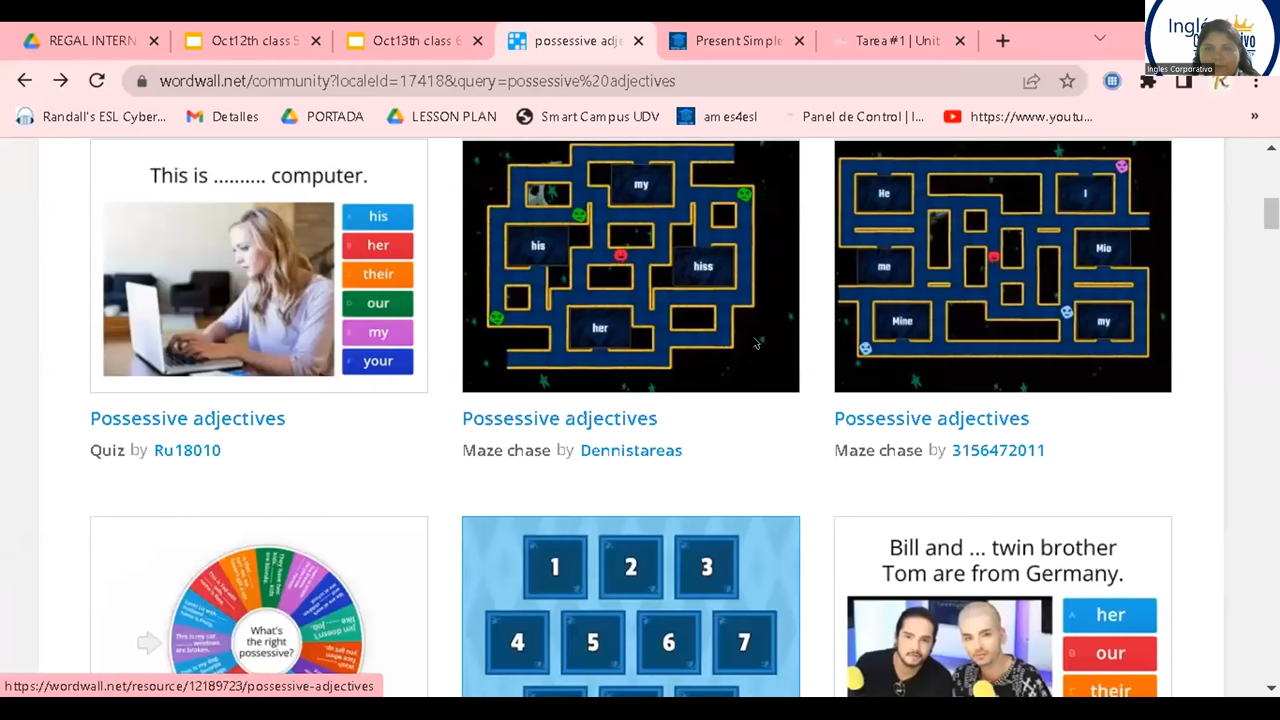 REGAL INTERN
Oct12th class 5
Oct13th class 6
possessive adje
Present Simple
Tarea #1 | Unit
Inglés
Corporativo
Ingles Corporativo
wordwall.net/community?localeId=17418&query=possessive%20adjectives
Randall's ESL Cyber...
Detalles
PORTADA
LESSON PLAN
Smart Campus UDV
ames4esl
Panel de Control | I...
https://www.youtu...
»
This is .......... computer.
his
her
their
our
my
your
my
his
hiss
her
He
I
me
Mio
Mine
my
Possessive adjectives
Quiz by Ru18010
Possessive adjectives
Maze chase by Dennistareas
Possessive adjectives
Maze chase by 3156472011
What's
the right
possessive?
1 2 3
4 5 6 7
Bill and ... twin brother
Tom are from Germany.
A her
B our
C their
https://wordwall.net/resource/12189723/possessive-adjectives